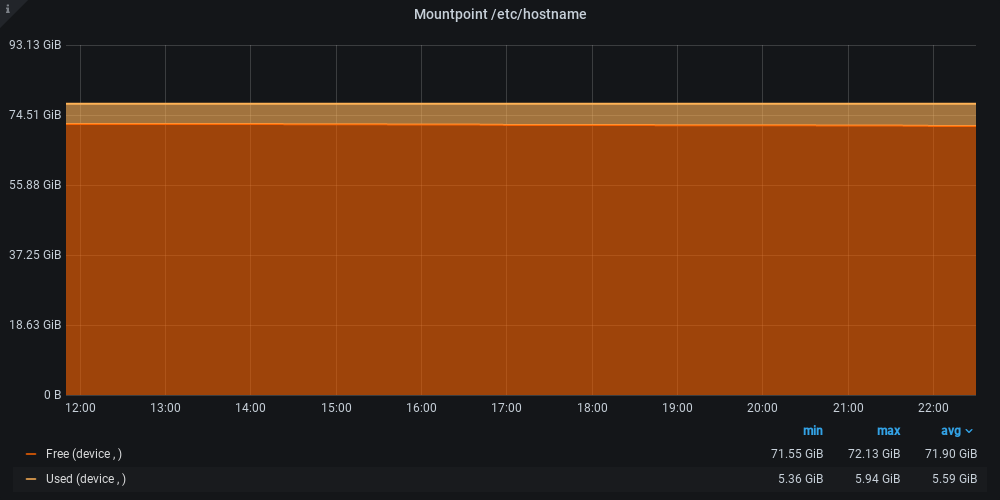 i
Mountpoint /etc/hostname
93.13 GiB
74.51 GiB
55.88 GiB
37.25 GiB
18.63 GiB
0 B
12:00 13:00 14:00 15:00 16:00 17:00 18:00 19:00 20:00 21:00 22:00
min max avg
Free (device , ) 71.55 GiB 72.13 GiB 71.90 GiB
Used (device , ) 5.36 GiB 5.94 GiB 5.59 GiB